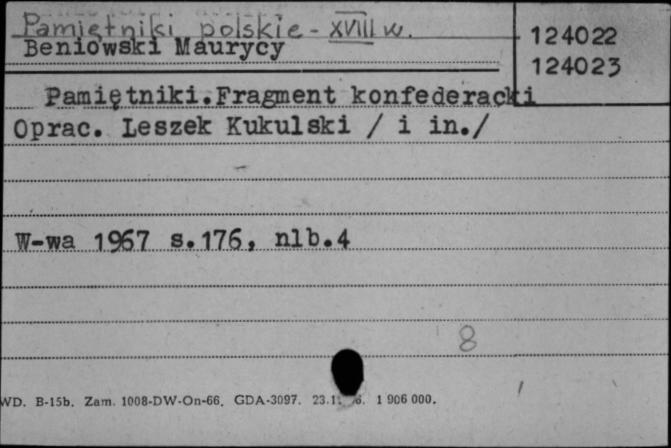 Pamiętniki polskie - XVIII w.
Beniowski Maurycy
124022
124023
Pamiętniki.Fragment konfederacki
Oprac. Leszek Kukulski / i in./
W-wa 1967 s.176, nlb.4
8
WD. B-15b. Zam. 1008-DW-On-66. GDA-3097. 1 906 000.